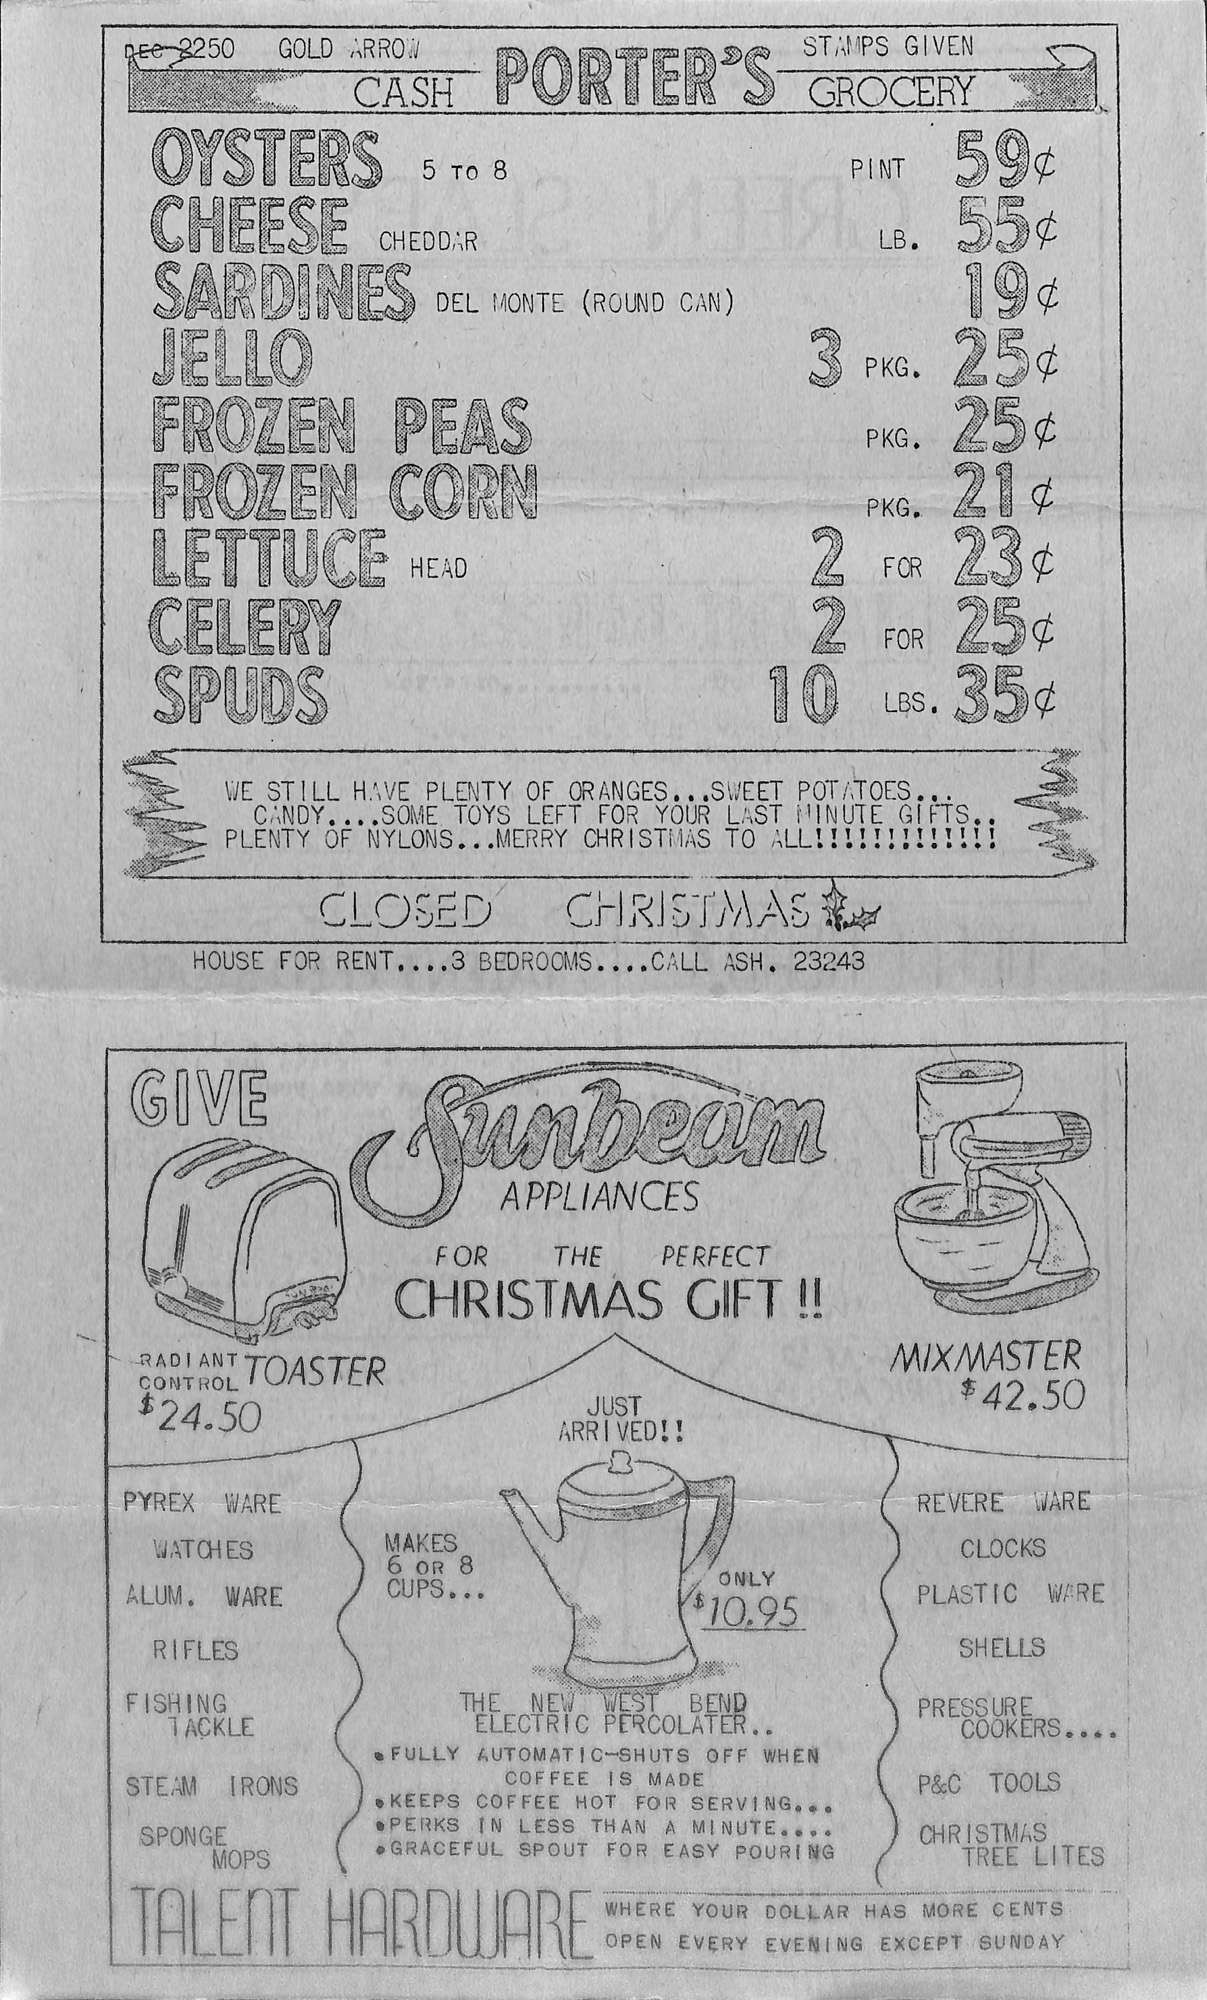 DEC 2250 GOLD ARROW STAMPS GIVEN
CASH PORTER'S GROCERY
OYSTERS 5 TO 8 PINT 59¢
CHEESE CHEDDAR LB. 55¢
SARDINES DEL MONTE (ROUND CAN) 19¢
JELLO 3 PKG. 25¢
FROZEN PEAS PKG. 25¢
FROZEN CORN PKG. 21¢
LETTUCE HEAD 2 FOR 23¢
CELERY 2 FOR 25¢
SPUDS 10 LBS. 35¢
WE STILL HAVE PLENTY OF ORANGES...SWEET POTATOES...
CANDY....SOME TOYS LEFT FOR YOUR LAST MINUTE GIFTS..
PLENTY OF NYLONS...MERRY CHRISTMAS TO ALL!!!!!!!!!!!!!
CLOSED CHRISTMAS
HOUSE FOR RENT....3 BEDROOMS....CALL ASH. 23243
GIVE
Sunbeam
APPLIANCES
FOR THE PERFECT
CHRISTMAS GIFT !!
RADIANT CONTROL TOASTER
$24.50
MIXMASTER
$42.50
JUST
ARRIVED!!
PYREX WARE
WATCHES
ALUM. WARE
RIFLES
FISHING
TACKLE
STEAM IRONS
SPONGE
MOPS
MAKES
6 OR 8
CUPS...
ONLY
$10.95
THE NEW WEST BEND
ELECTRIC PERCOLATER..
•FULLY AUTOMATIC-SHUTS OFF WHEN
COFFEE IS MADE
•KEEPS COFFEE HOT FOR SERVING...
•PERKS IN LESS THAN A MINUTE....
•GRACEFUL SPOUT FOR EASY POURING
REVERE WARE
CLOCKS
PLASTIC WARE
SHELLS
PRESSURE
COOKERS....
P&C TOOLS
CHRISTMAS
TREE LITES
TALENT HARDWARE
WHERE YOUR DOLLAR HAS MORE CENTS
OPEN EVERY EVENING EXCEPT SUNDAY